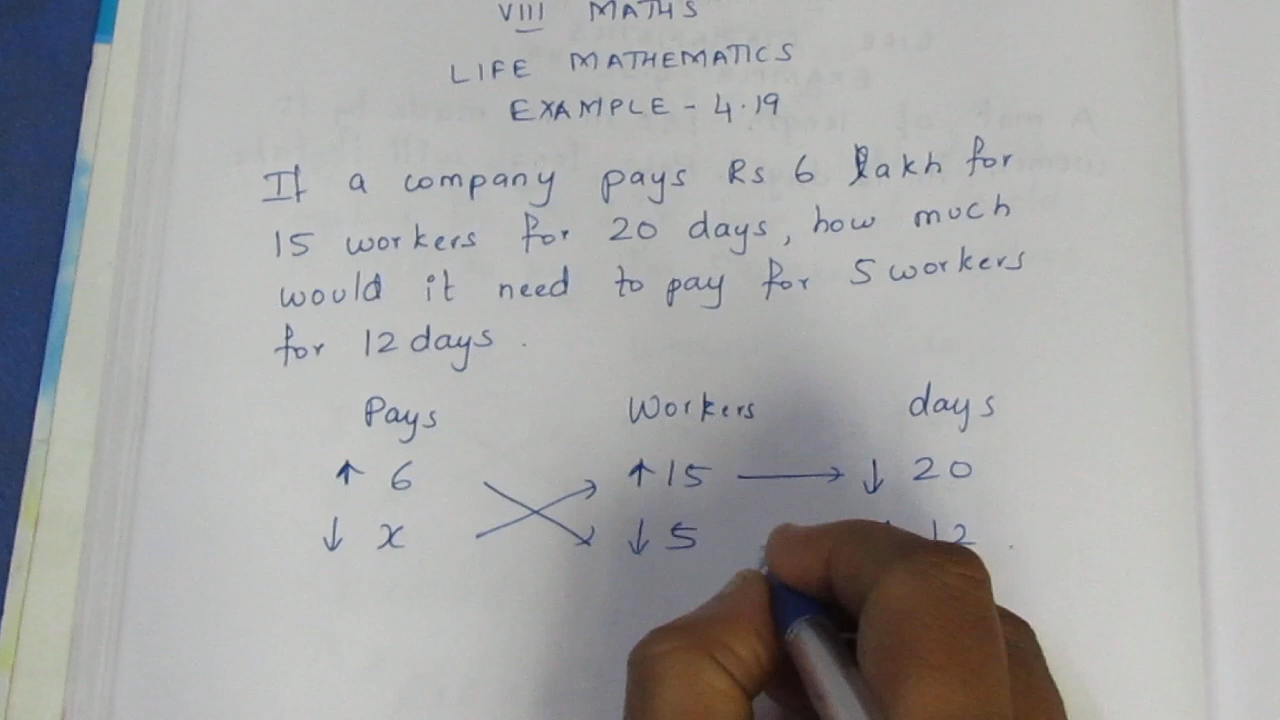 VIII MATHS
LIFE MATHEMATICS
EXAMPLE - 4.19
If a company pays Rs 6 lakh for
15 workers for 20 days, how much
would it need to pay for 5 workers
for 12 days.
Pays Workers days
↑ 6 ↑ 15 → ↓ 20
↓ x ↓ 5 12